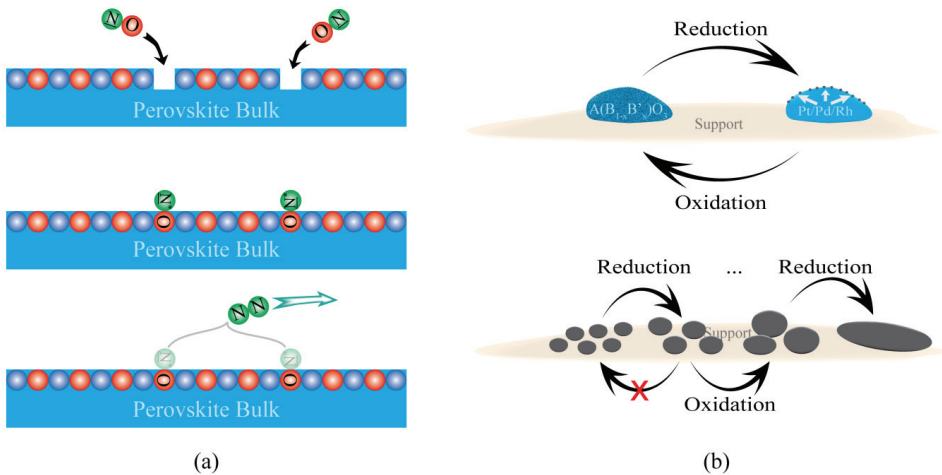 N O
O N
Perovskite Bulk
N N
O O
Perovskite Bulk
N N
N N
O O
Perovskite Bulk
(a)
Reduction
A(B₁₋ₓB'ₓ)O₃
Pt/Pd/Rh
Support
Oxidation
Reduction ... Reduction
Support
X
Oxidation
(b)